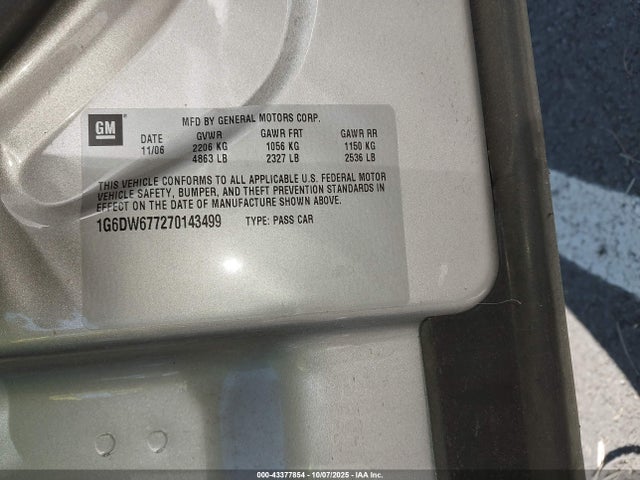 GM
MFD BY GENERAL MOTORS CORP.
DATE GVWR GAWR FRT GAWR RR
11/06 2206 KG 1056 KG 1150 KG
4863 LB 2327 LB 2536 LB
THIS VEHICLE CONFORMS TO ALL APPLICABLE U.S. FEDERAL MOTOR
VEHICLE SAFETY, BUMPER, AND THEFT PREVENTION STANDARDS IN
EFFECT ON THE DATE OF MANUFACTURE SHOWN ABOVE.
1G6DW677270143499 TYPE: PASS CAR
000-43377854 - 10/07/2025 - IAA Inc.